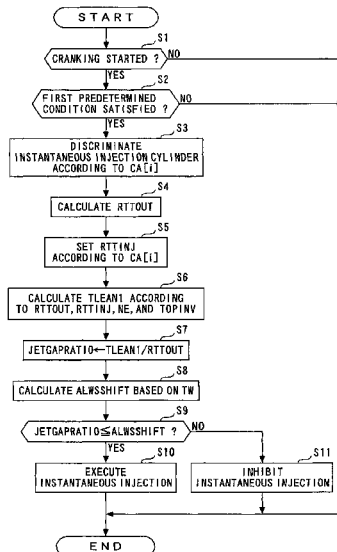 START
S1
CRANKING STARTED ?
NO
YES
S2
FIRST PREDETERMINED
CONDITION SATISFIED ?
NO
YES
S3
DISCRIMINATE
INSTANTANEOUS INJECTION CYLINDER
ACCORDING TO CA[i]
S4
CALCULATE RTTOUT
S5
SET RTTINJ
ACCORDING TO CA[i]
S6
CALCULATE TLEAN1 ACCORDING
TO RTTOUT, RTTINJ, NE, AND TOPINV
S7
JETGAPRATIO←TLEAN1/RTTOUT
S8
CALCULATE ALWSSHIFT BASED ON TW
S9
JETGAPRATIO≦ALWSSHIFT ?
NO
YES
S10
EXECUTE
INSTANTANEOUS INJECTION
S11
INHIBIT
INSTANTANEOUS INJECTION
END